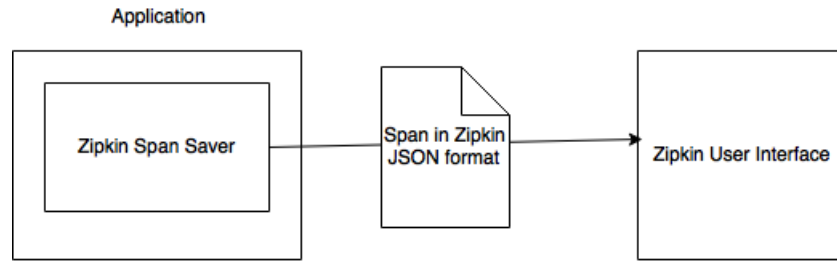 Application
Zipkin Span Saver
Span in Zipkin
JSON format
Zipkin User Interface